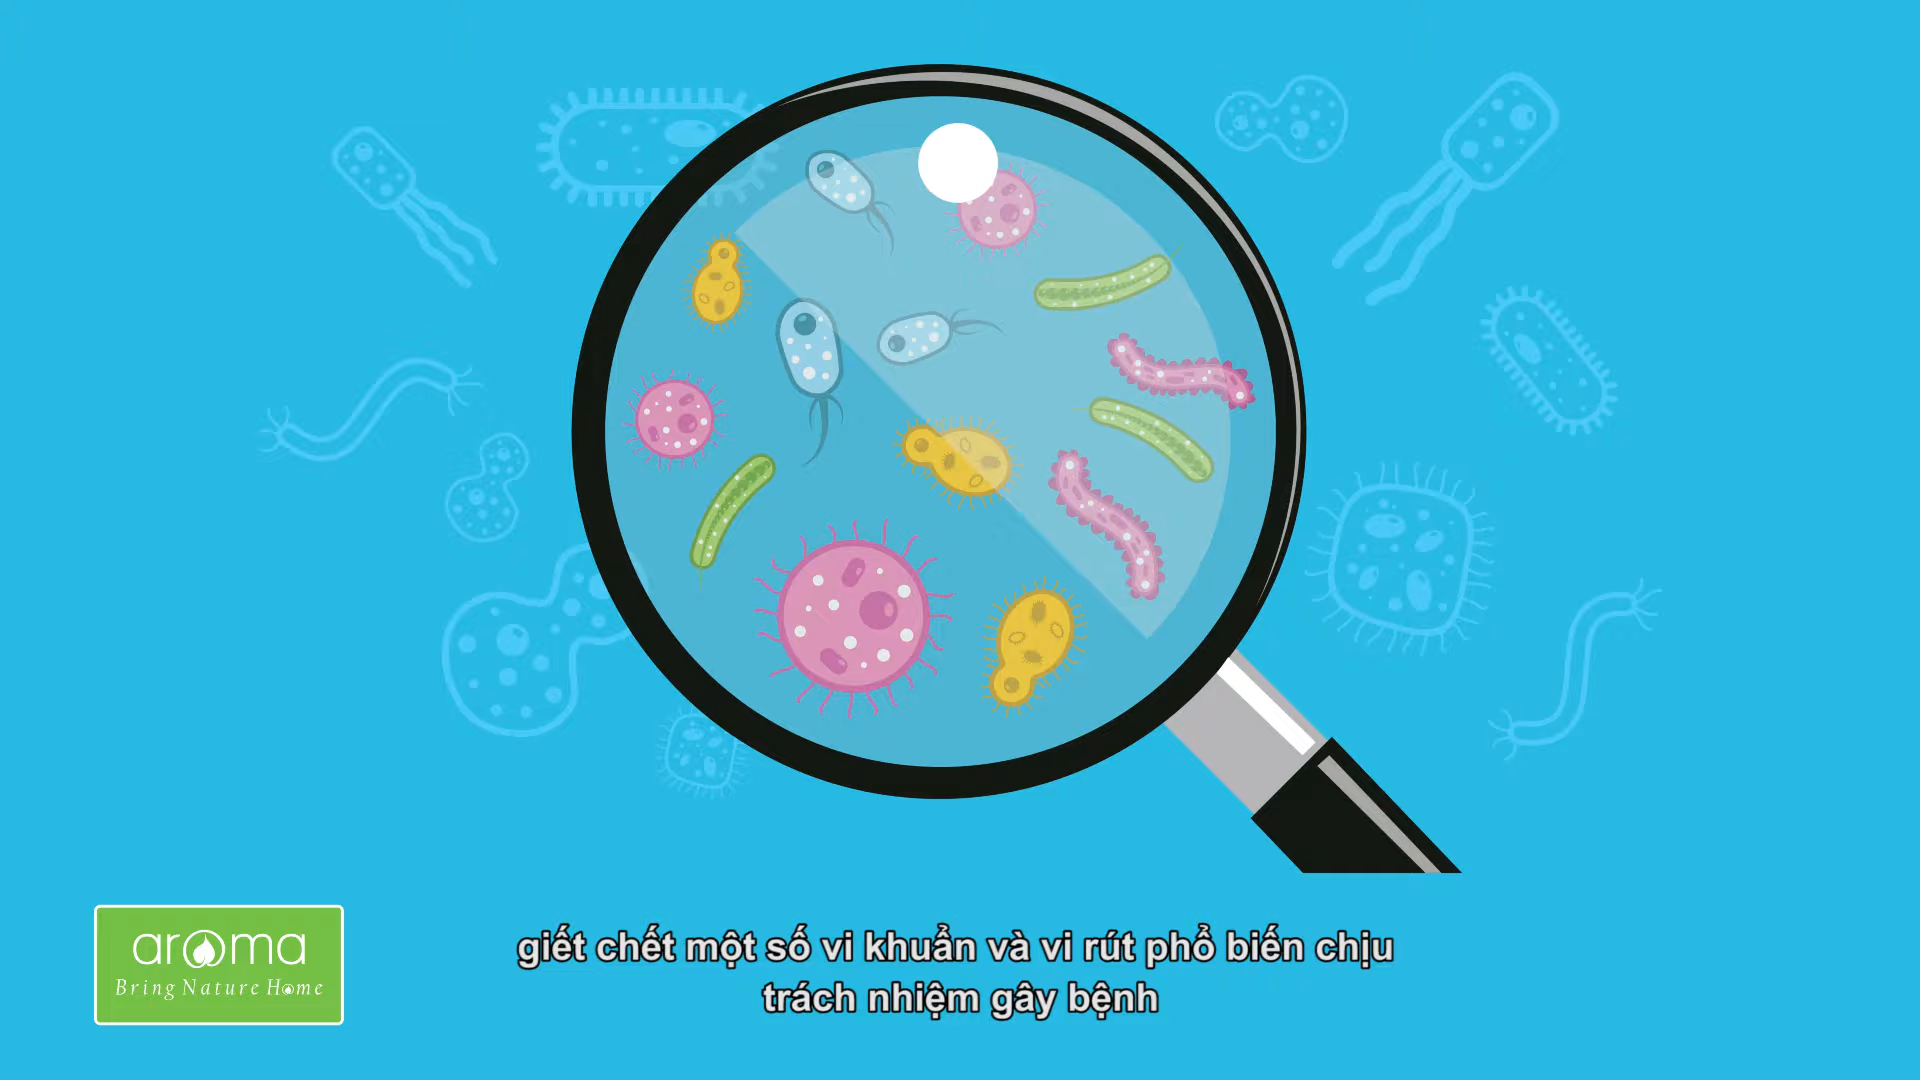 aroma
Bring Nature Home
giết chết một số vi khuẩn và vi rút phổ biến chịu
trách nhiệm gây bệnh